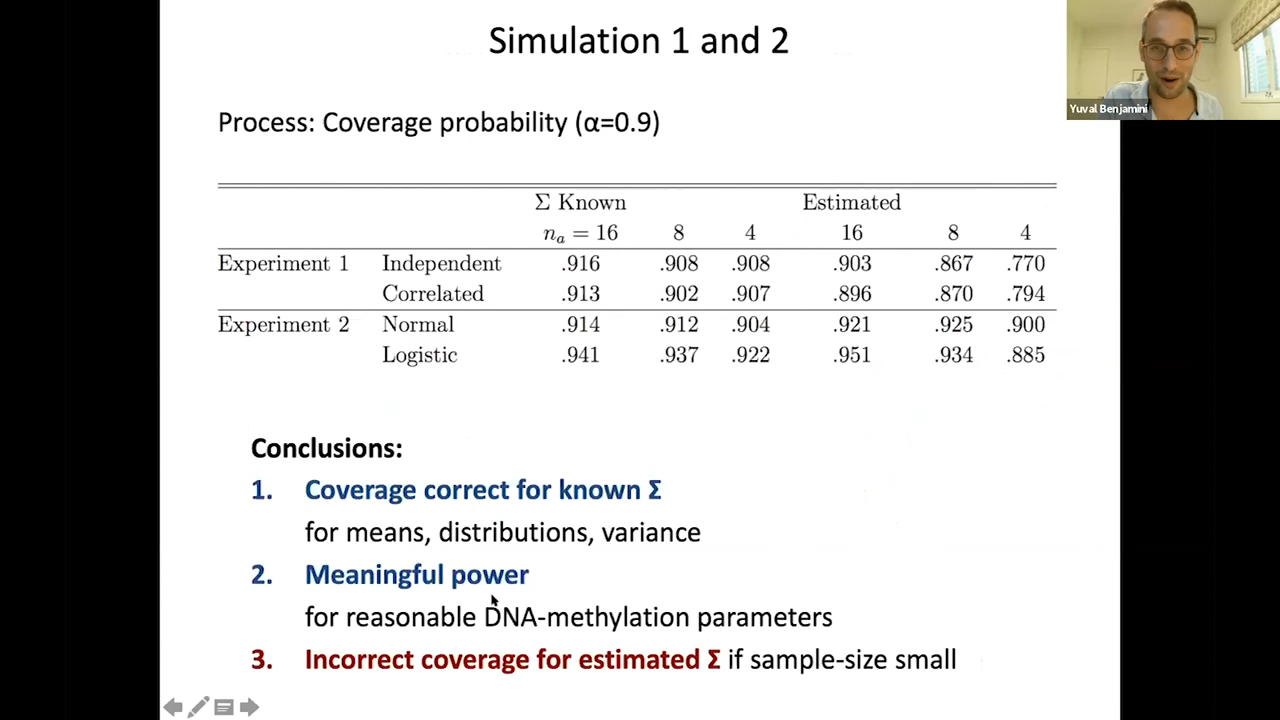 Simulation 1 and 2
Yuval Benjamini
Process: Coverage probability (α=0.9)
Σ Known Estimated
nₐ = 16 8 4 16 8 4
Experiment 1 Independent .916 .908 .908 .903 .867 .770
Correlated .913 .902 .907 .896 .870 .794
Experiment 2 Normal .914 .912 .904 .921 .925 .900
Logistic .941 .937 .922 .951 .934 .885
Conclusions:
1. Coverage correct for known Σ
for means, distributions, variance
2. Meaningful power
for reasonable DNA-methylation parameters
3. Incorrect coverage for estimated Σ if sample-size small